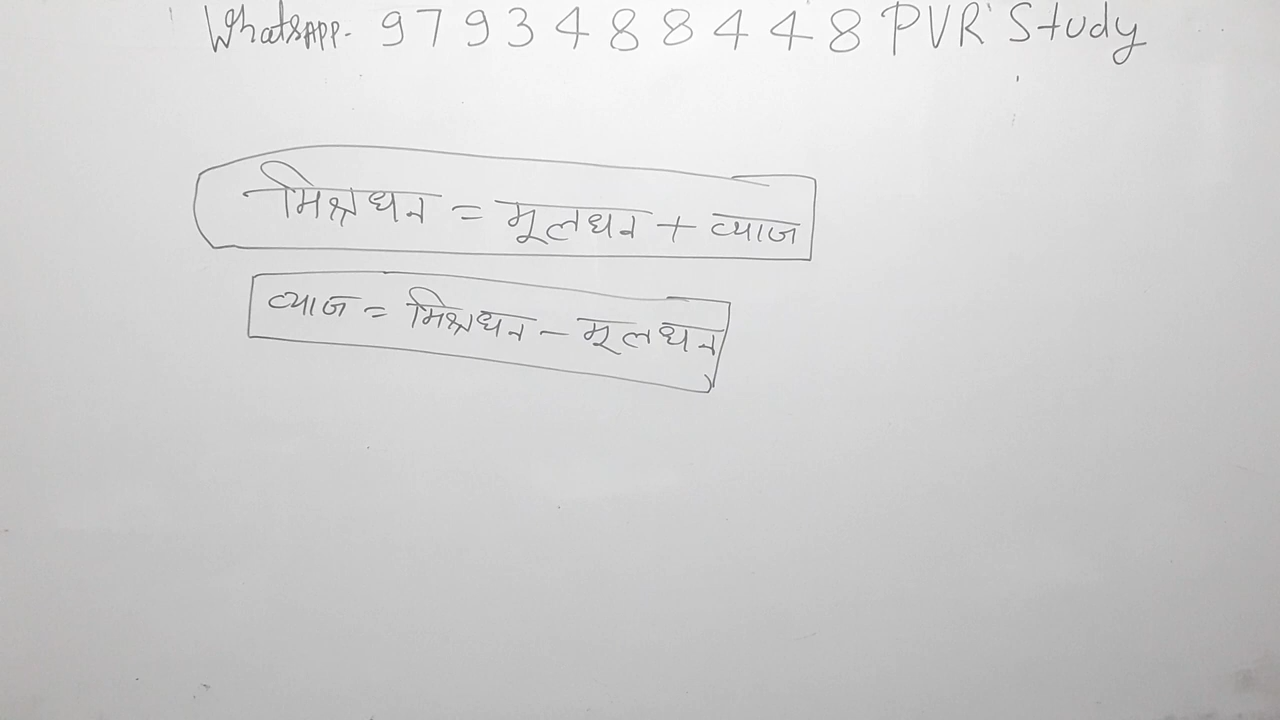 WhatsAPP. 9793488448 PVR Study
मिश्रधन = मूलधन + व्याज
व्याज = मिश्रधन - मूलधन